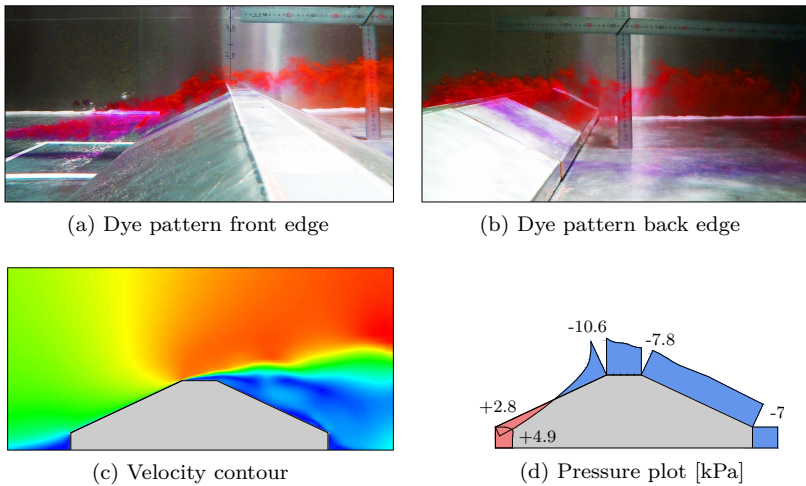 (a) Dye pattern front edge
(b) Dye pattern back edge
-10.6
-7.8
+2.8
-7
+4.9
(c) Velocity contour
(d) Pressure plot [kPa]